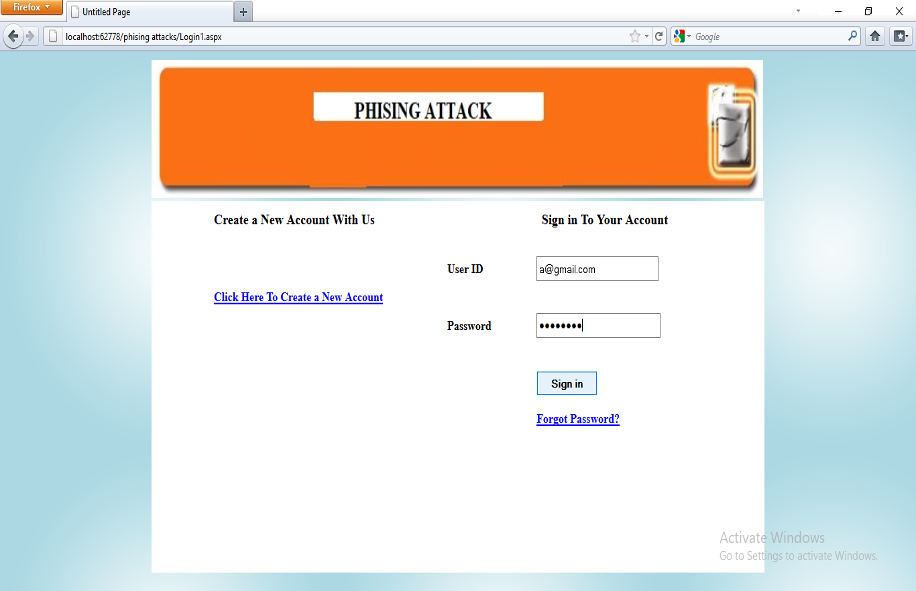 Firefox
Untitled Page
localhost:62778/phising attacks/Login1.aspx
Google
PHISING ATTACK
Create a New Account With Us
Sign in To Your Account
User ID
a@gmail.com
Click Here To Create a New Account
Password
Sign in
Forgot Password?
Activate Windows
Go to Settings to activate Windows.